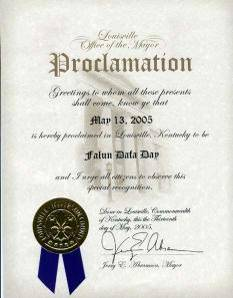 Louisville
Office of the Mayor
Proclamation
Greetings to whom all these presents
shall come, know ye that
May 13, 2005
is hereby proclaimed in Louisville, Kentucky to be
Falun Dafa Day
and I urge all citizens to observe this
special recognition.
Done in Louisville, Commonwealth
of Kentucky, this the Thirteenth
day of May, 2005.
Jerry E. Abramson, Mayor